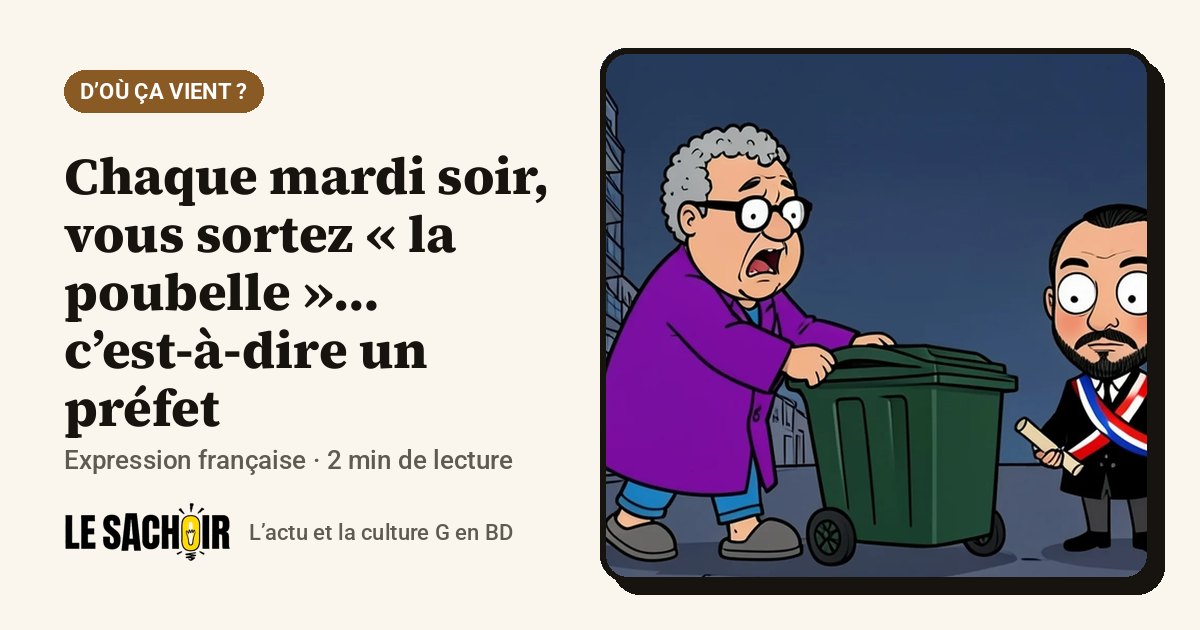 D’OÙ ÇA VIENT ?
Chaque mardi soir,
vous sortez « la
poubelle »...
c’est-à-dire un
préfet
Expression française · 2 min de lecture
LE SACHOIR
L’actu et la culture G en BD